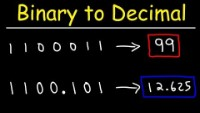 Binary to Decimal
1100011 → 99
1100.101 → 12.625